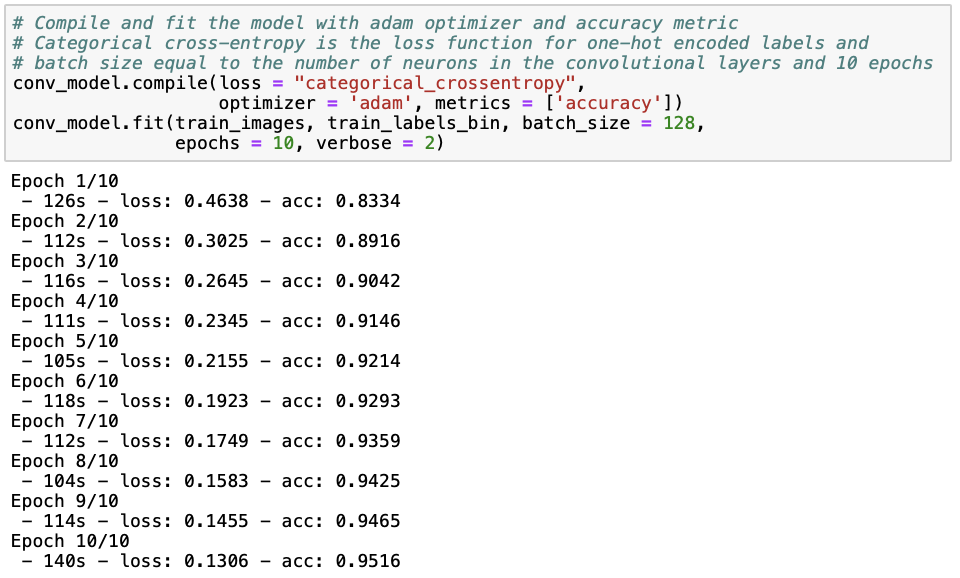 # Compile and fit the model with adam optimizer and accuracy metric
# Categorical cross-entropy is the loss function for one-hot encoded labels and
# batch size equal to the number of neurons in the convolutional layers and 10 epochs
conv_model.compile(loss = "categorical_crossentropy",
                   optimizer = 'adam', metrics = ['accuracy'])
conv_model.fit(train_images, train_labels_bin, batch_size = 128,
               epochs = 10, verbose = 2)
Epoch 1/10
 - 126s - loss: 0.4638 - acc: 0.8334
Epoch 2/10
 - 112s - loss: 0.3025 - acc: 0.8916
Epoch 3/10
 - 116s - loss: 0.2645 - acc: 0.9042
Epoch 4/10
 - 111s - loss: 0.2345 - acc: 0.9146
Epoch 5/10
 - 105s - loss: 0.2155 - acc: 0.9214
Epoch 6/10
 - 118s - loss: 0.1923 - acc: 0.9293
Epoch 7/10
 - 112s - loss: 0.1749 - acc: 0.9359
Epoch 8/10
 - 104s - loss: 0.1583 - acc: 0.9425
Epoch 9/10
 - 114s - loss: 0.1455 - acc: 0.9465
Epoch 10/10
 - 140s - loss: 0.1306 - acc: 0.9516